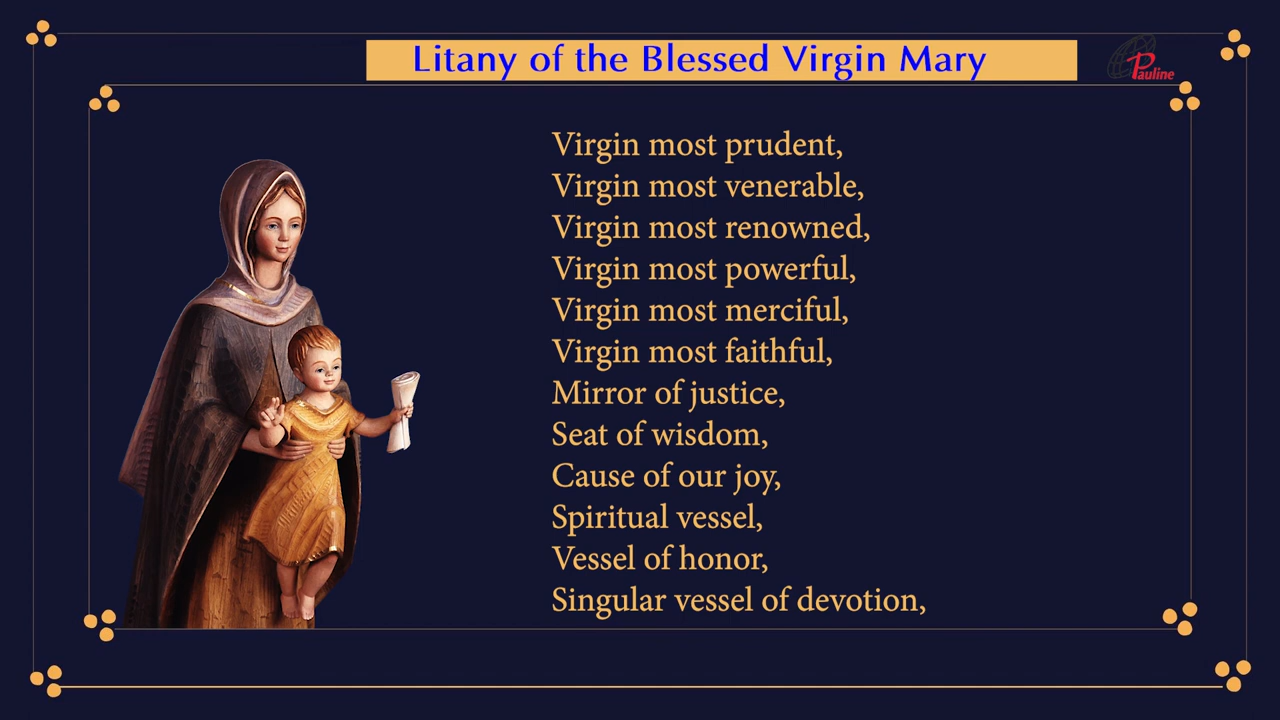 Litany of the Blessed Virgin Mary
Pauline
Virgin most prudent,
Virgin most venerable,
Virgin most renowned,
Virgin most powerful,
Virgin most merciful,
Virgin most faithful,
Mirror of justice,
Seat of wisdom,
Cause of our joy,
Spiritual vessel,
Vessel of honor,
Singular vessel of devotion,